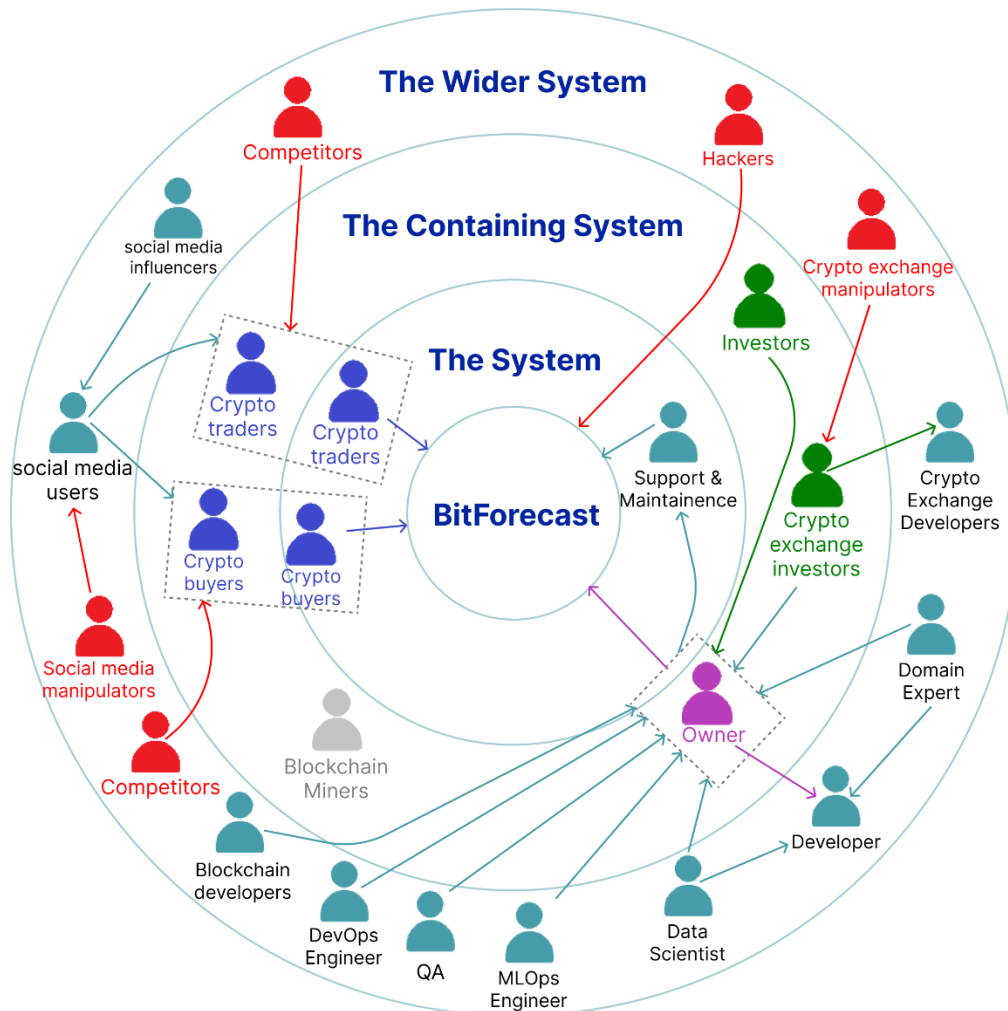 The Wider System
Competitors
Hackers
social media
influencers
The Containing System
Crypto exchange
manipulators
Investors
The System
Crypto
traders
Crypto
traders
social media
users
Support &
Maintainence
Crypto
Exchange
Developers
BitForecast
Crypto
exchange
investors
Crypto
buyers
Crypto
buyers
Social media
manipulators
Domain
Expert
Owner
Competitors
Blockchain
Miners
Developer
Blockchain
developers
DevOps
Engineer
QA
MLOps
Engineer
Data
Scientist